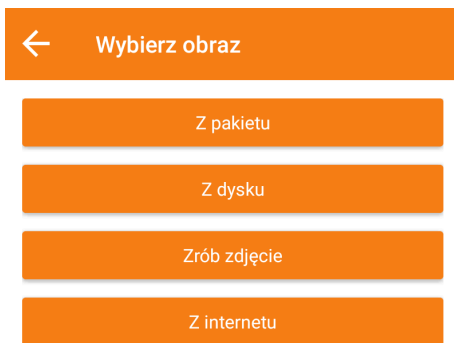 Wybierz obraz
Z pakietu
Z dysku
Zrób zdjęcie
Z internetu